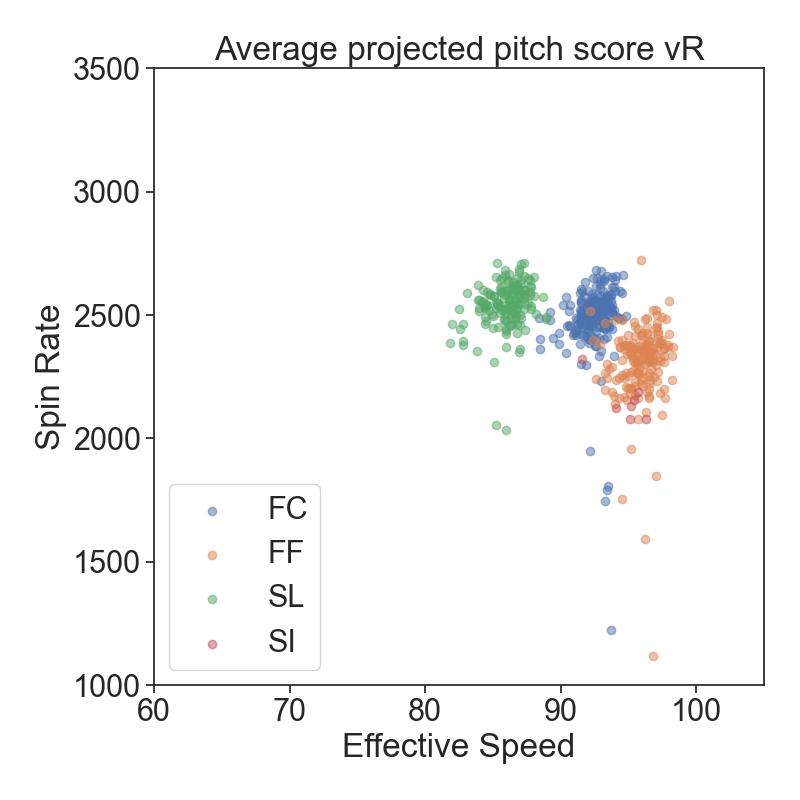 Average projected pitch score vR
3500
3000
2500
2000
1500
1000
Spin Rate
FC
FF
SL
SI
60 70 80 90 100
Effective Speed